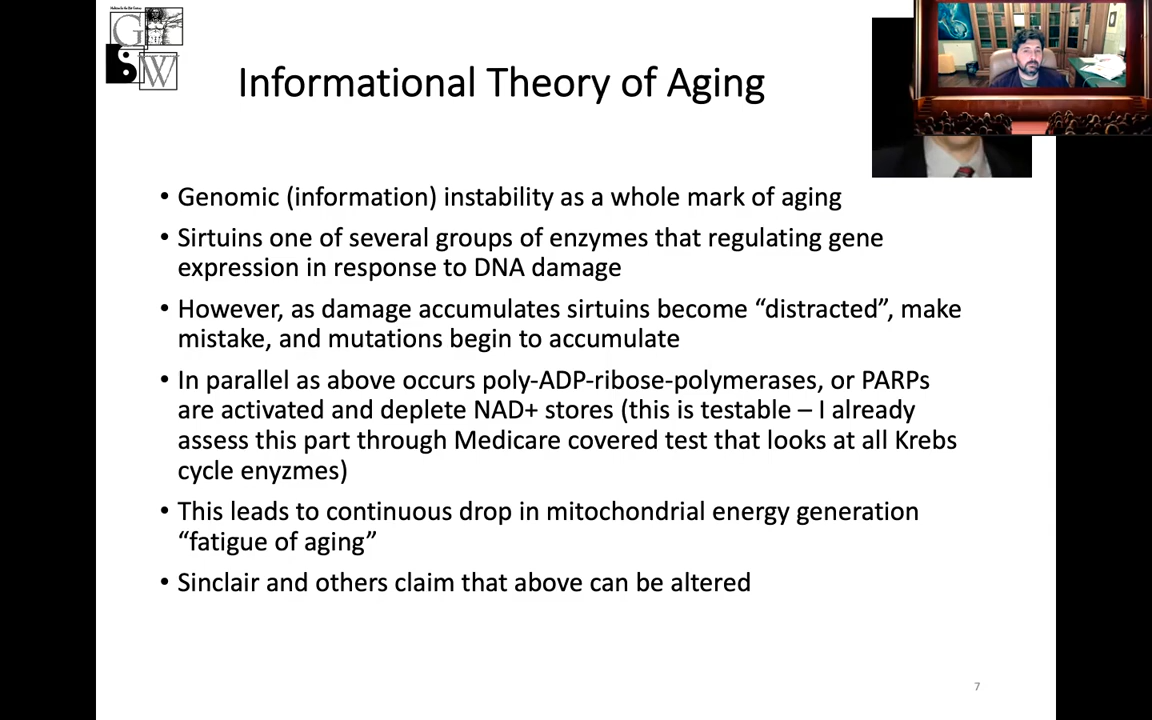 G
W
Informational Theory of Aging
• Genomic (information) instability as a whole mark of aging
• Sirtuins one of several groups of enzymes that regulating gene
expression in response to DNA damage
• However, as damage accumulates sirtuins become “distracted”, make
mistake, and mutations begin to accumulate
• In parallel as above occurs poly-ADP-ribose-polymerases, or PARPs
are activated and deplete NAD+ stores (this is testable – I already
assess this part through Medicare covered test that looks at all Krebs
cycle enyzmes)
• This leads to continuous drop in mitochondrial energy generation
“fatigue of aging”
• Sinclair and others claim that above can be altered
7